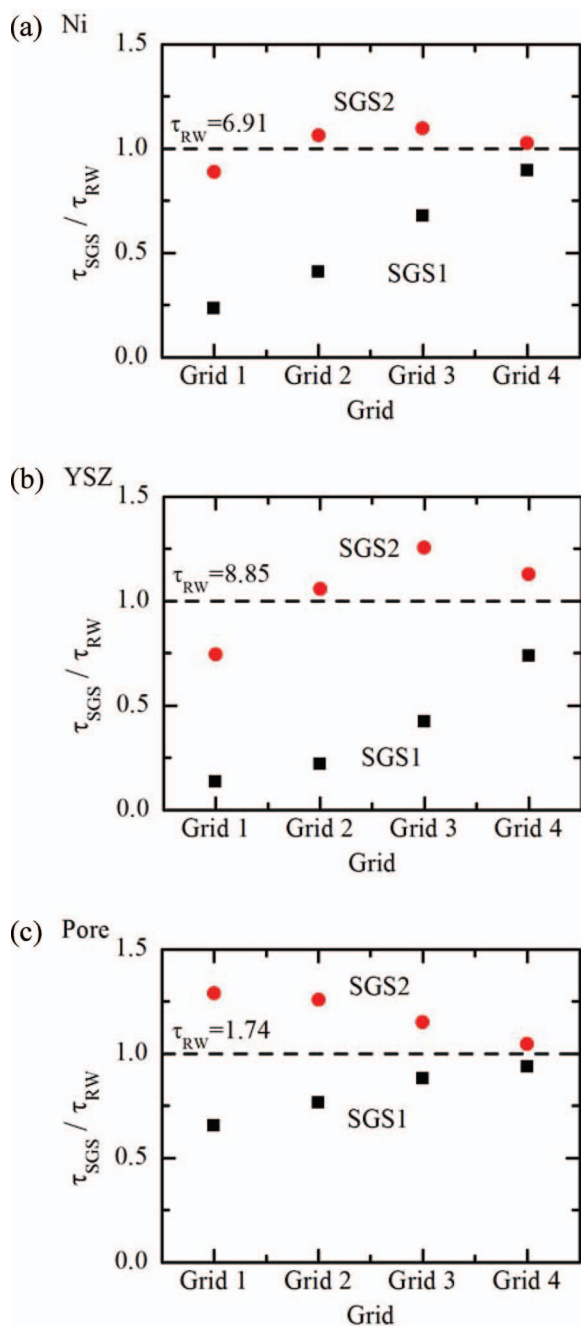 (a) Ni
1.5
SGS2
τRW=6.91
1.0
τSGS / τRW
0.5
SGS1
0.0
Grid 1 Grid 2 Grid 3 Grid 4
Grid
(b) YSZ
1.5
SGS2
τRW=8.85
1.0
τSGS / τRW
0.5
SGS1
0.0
Grid 1 Grid 2 Grid 3 Grid 4
Grid
(c) Pore
1.5
SGS2
τRW=1.74
1.0
τSGS / τRW
SGS1
0.5
0.0
Grid 1 Grid 2 Grid 3 Grid 4
Grid